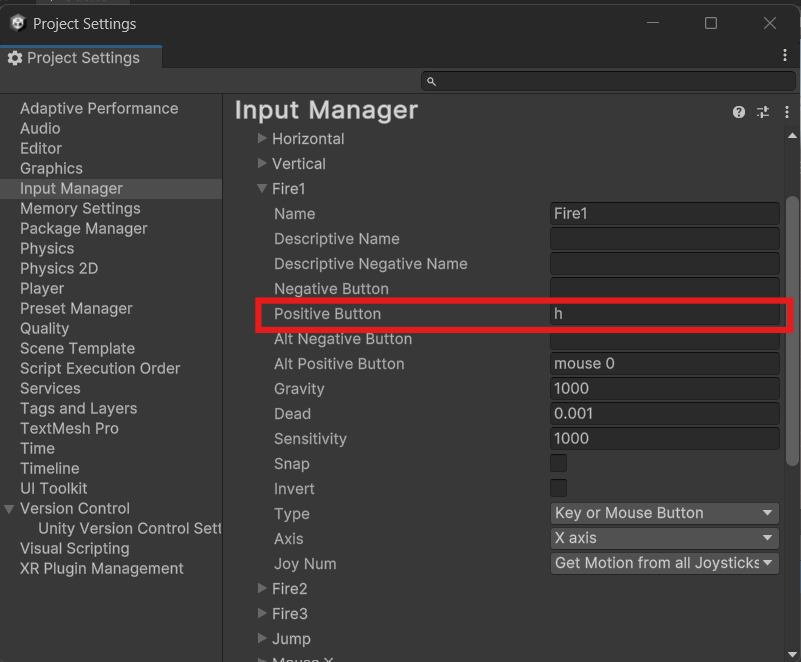 Project Settings
Project Settings
Adaptive Performance
Audio
Editor
Graphics
Input Manager
Memory Settings
Package Manager
Physics
Physics 2D
Player
Preset Manager
Quality
Scene Template
Script Execution Order
Services
Tags and Layers
TextMesh Pro
Time
Timeline
UI Toolkit
Version Control
Unity Version Control Sett
Visual Scripting
XR Plugin Management
Input Manager
Horizontal
Vertical
Fire1
Name Fire1
Descriptive Name
Descriptive Negative Name
Negative Button
Positive Button h
Alt Negative Button
Alt Positive Button mouse 0
Gravity 1000
Dead 0.001
Sensitivity 1000
Snap
Invert
Type Key or Mouse Button
Axis X axis
Joy Num Get Motion from all Joysticks
Fire2
Fire3
Jump
Mouse X